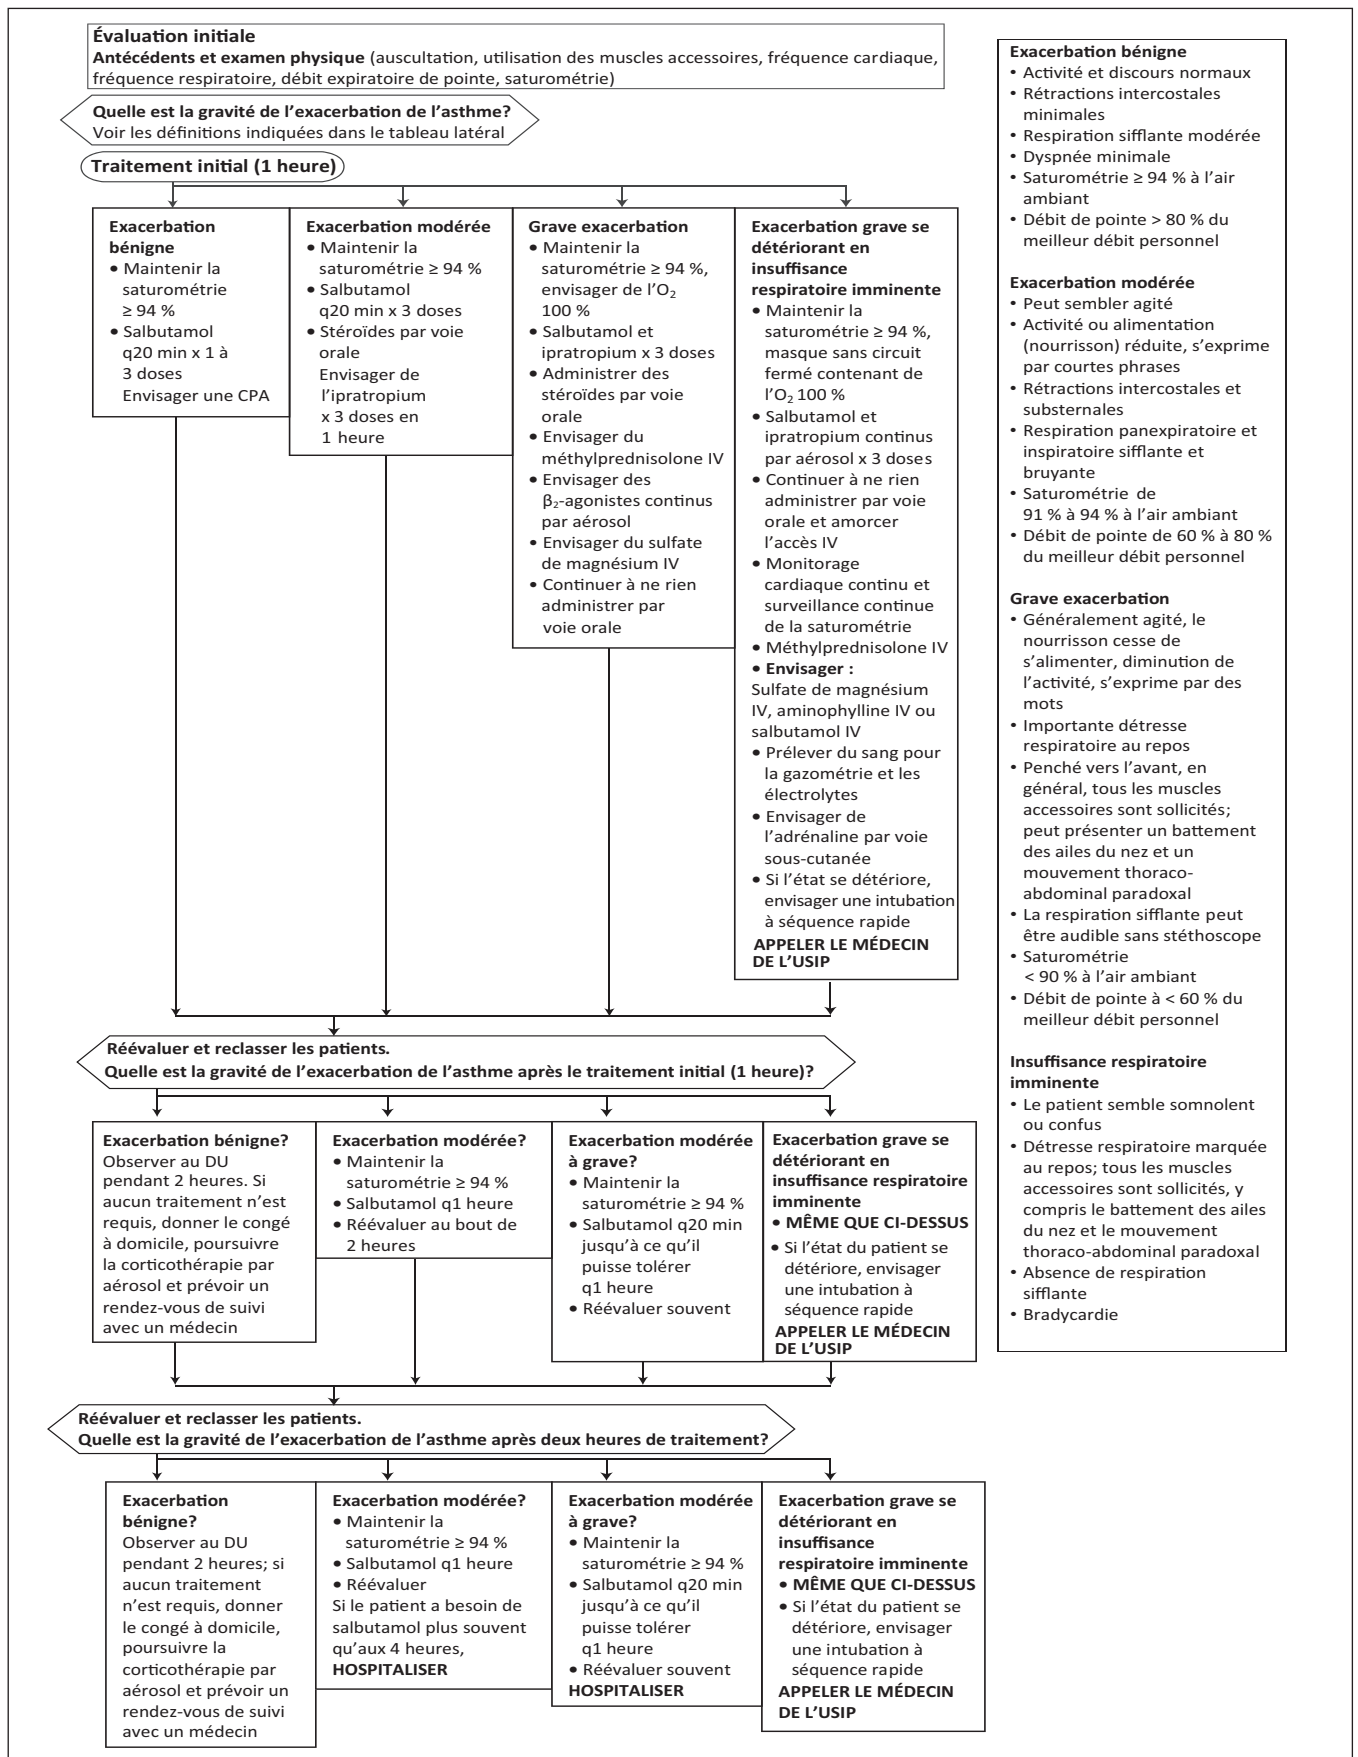 Évaluation initiale
Antécédents et examen physique (auscultation, utilisation des muscles accessoires, fréquence cardiaque,
fréquence respiratoire, débit expiratoire de pointe, saturométrie)
Quelle est la gravité de l'exacerbation de l'asthme?
Voir les définitions indiquées dans le tableau latéral
Traitement initial (1 heure)
Exacerbation
bénigne
• Maintenir la
saturométrie
≥ 94 %
• Salbutamol
q20 min x 1 à
3 doses
Envisager une CPA
Exacerbation modérée
• Maintenir la
saturométrie ≥ 94 %
• Salbutamol
q20 min x 3 doses
• Stéroïdes par voie
orale
Envisager de
l'ipratropium
x 3 doses en
1 heure
Grave exacerbation
• Maintenir la
saturométrie ≥ 94 %,
envisager de l'O₂
100 %
• Salbutamol et
ipratropium x 3 doses
• Administrer des
stéroïdes par voie
orale
• Envisager du
méthylprednisolone IV
• Envisager des
β₂-agonistes continus
par aérosol
• Envisager du sulfate
de magnésium IV
• Continuer à ne rien
administrer par
voie orale
Exacerbation grave se
détériorant en
insuffisance
respiratoire imminente
• Maintenir la
saturométrie ≥ 94 %,
masque sans circuit
fermé contenant de
l'O₂ 100 %
• Salbutamol et
ipratropium continus
par aérosol x 3 doses
• Continuer à ne rien
administrer par voie
orale et amorcer
l'accès IV
• Monitorage
cardiaque continu et
surveillance continue
de la saturométrie
• Méthylprednisolone IV
• Envisager :
Sulfate de magnésium
IV, aminophylline IV ou
salbutamol IV
• Prélever du sang pour
la gazométrie et les
électrolytes
• Envisager de
l'adrénaline par voie
sous-cutanée
• Si l'état se détériore,
envisager une intubation
à séquence rapide
APPELER LE MÉDECIN
DE L'USIP
Réévaluer et reclasser les patients.
Quelle est la gravité de l'exacerbation de l'asthme après le traitement initial (1 heure)?
Exacerbation bénigne?
Observer au DU
pendant 2 heures. Si
aucun traitement n'est
requis, donner le congé
à domicile, poursuivre
la corticothérapie par
aérosol et prévoir un
rendez-vous de suivi
avec un médecin
Exacerbation modérée?
• Maintenir la
saturométrie ≥ 94 %
• Salbutamol q1 heure
• Réévaluer au bout de
2 heures
Exacerbation modérée
à grave?
• Maintenir la
saturométrie ≥ 94 %
• Salbutamol q20 min
jusqu'à ce qu'il
puisse tolérer
q1 heure
• Réévaluer souvent
Exacerbation grave se
détériorant en
insuffisance respiratoire
imminente
• MÊME QUE CI-DESSUS
• Si l'état du patient se
détériore, envisager
une intubation à
séquence rapide
APPELER LE MÉDECIN
DE L'USIP
Réévaluer et reclasser les patients.
Quelle est la gravité de l'exacerbation de l'asthme après deux heures de traitement?
Exacerbation
bénigne?
Observer au DU
pendant 2 heures; si
aucun traitement
n'est requis, donner
le congé à domicile,
poursuivre la
corticothérapie par
aérosol et prévoir un
rendez-vous de suivi
avec un médecin
Exacerbation modérée?
• Maintenir la
saturométrie ≥ 94 %
• Salbutamol q1 heure
• Réévaluer
Si le patient a besoin de
salbutamol plus souvent
qu'aux 4 heures,
HOSPITALISER
Exacerbation modérée
à grave?
• Maintenir la
saturométrie ≥ 94 %
• Salbutamol q20 min
jusqu'à ce qu'il
puisse tolérer
q1 heure
• Réévaluer souvent
HOSPITALISER
Exacerbation grave se
détériorant en
insuffisance
respiratoire imminente
• MÊME QUE CI-DESSUS
• Si l'état du patient se
détériore, envisager
une intubation à
séquence rapide
APPELER LE MÉDECIN
DE L'USIP
Exacerbation bénigne
• Activité et discours normaux
• Rétractions intercostales
minimales
• Respiration sifflante modérée
• Dyspnée minimale
• Saturométrie ≥ 94 % à l'air
ambiant
• Débit de pointe > 80 % du
meilleur débit personnel
Exacerbation modérée
• Peut sembler agité
• Activité ou alimentation
(nourrisson) réduite, s'exprime
par courtes phrases
• Rétractions intercostales et
substernales
• Respiration panexpiratoire et
inspiratoire sifflante et
bruyante
• Saturométrie de
91 % à 94 % à l'air ambiant
• Débit de pointe de 60 % à 80 %
du meilleur débit personnel
Grave exacerbation
• Généralement agité, le
nourrisson cesse de
s'alimenter, diminution de
l'activité, s'exprime par des
mots
• Importante détresse
respiratoire au repos
• Penché vers l'avant, en
général, tous les muscles
accessoires sont sollicités;
peut présenter un battement
des ailes du nez et un
mouvement thoraco-
abdominal paradoxal
• La respiration sifflante peut
être audible sans stéthoscope
• Saturométrie
< 90 % à l'air ambiant
• Débit de pointe à < 60 % du
meilleur débit personnel
Insuffisance respiratoire
imminente
• Le patient semble somnolent
ou confus
• Détresse respiratoire marquée
au repos; tous les muscles
accessoires sont sollicités, y
compris le battement des ailes
du nez et le mouvement
thoraco-abdominal paradoxal
• Absence de respiration
sifflante
• Bradycardie